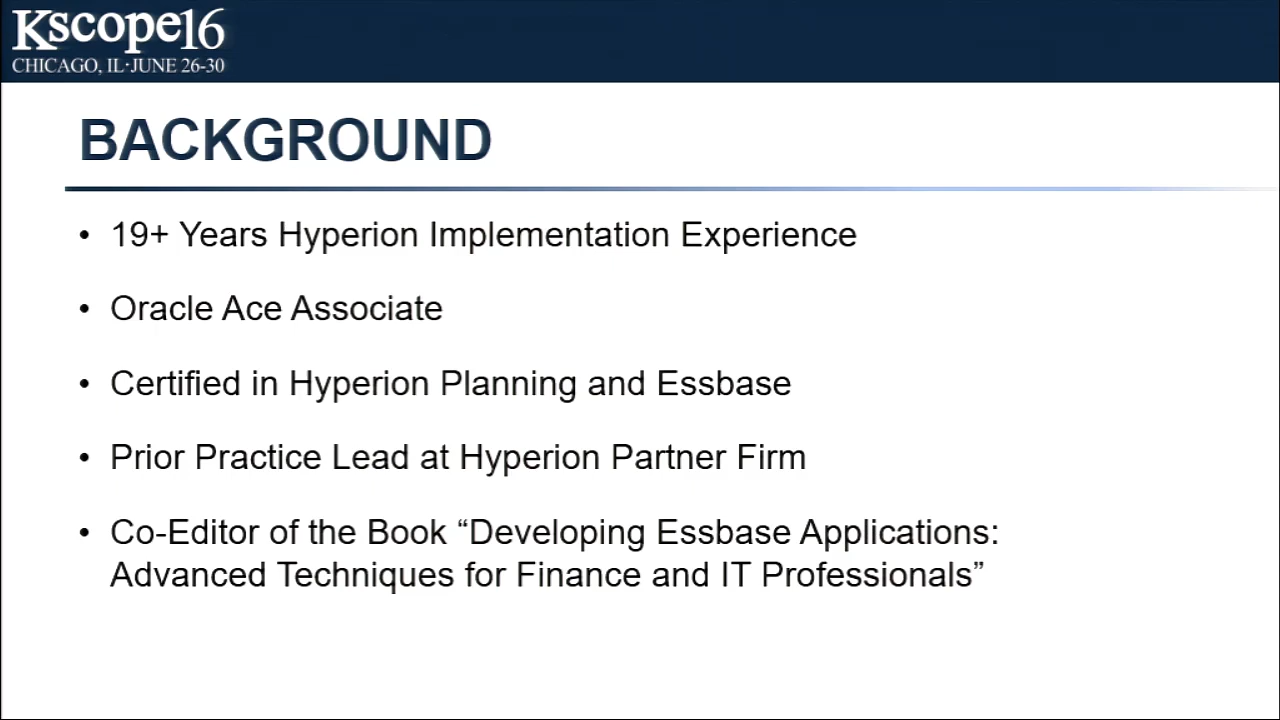 Kscope16
CHICAGO, IL·JUNE 26-30
BACKGROUND
• 19+ Years Hyperion Implementation Experience
• Oracle Ace Associate
• Certified in Hyperion Planning and Essbase
• Prior Practice Lead at Hyperion Partner Firm
• Co-Editor of the Book “Developing Essbase Applications:
Advanced Techniques for Finance and IT Professionals”